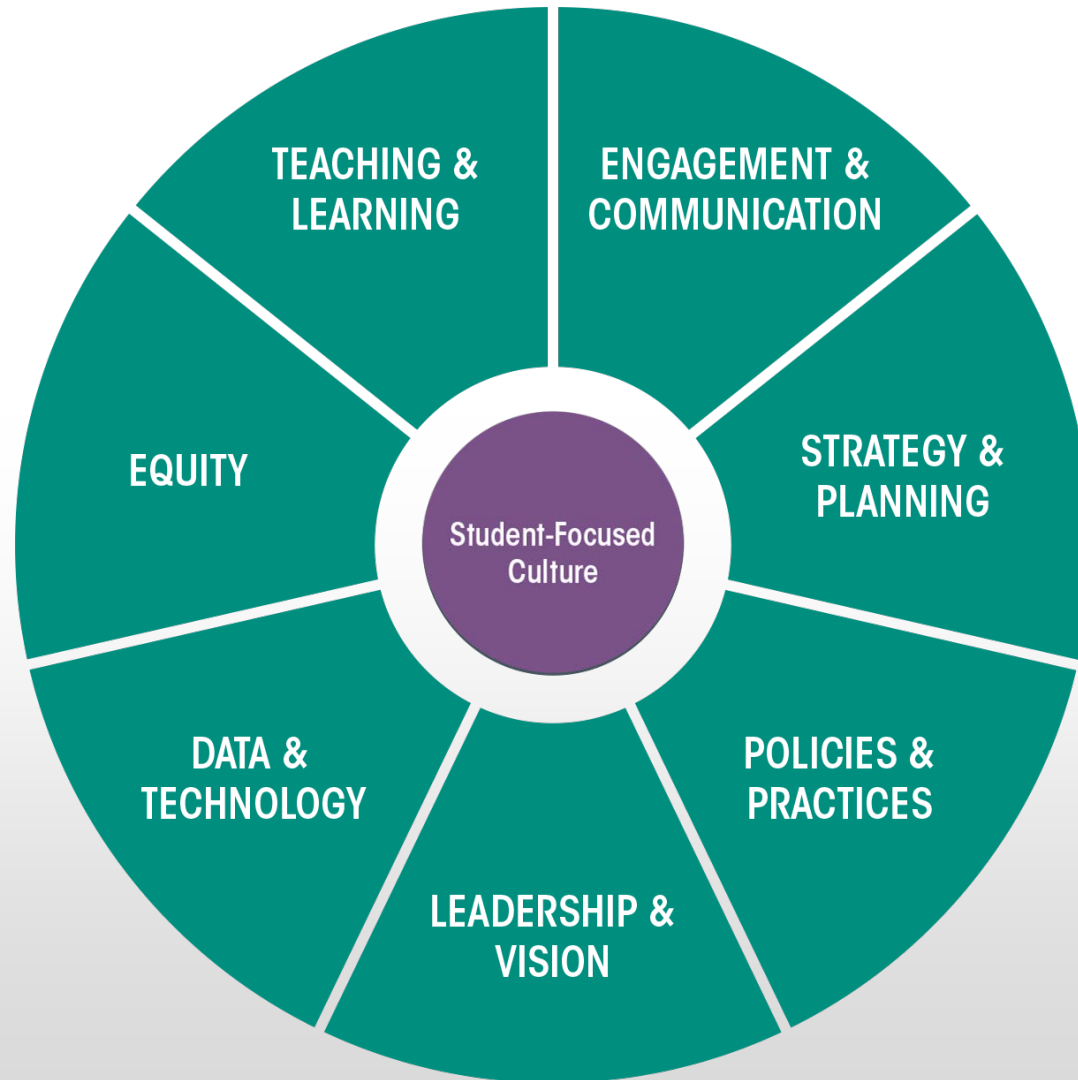 TEACHING &
LEARNING
ENGAGEMENT &
COMMUNICATION
EQUITY
STRATEGY &
PLANNING
Student-Focused
Culture
DATA &
TECHNOLOGY
POLICIES &
PRACTICES
LEADERSHIP &
VISION